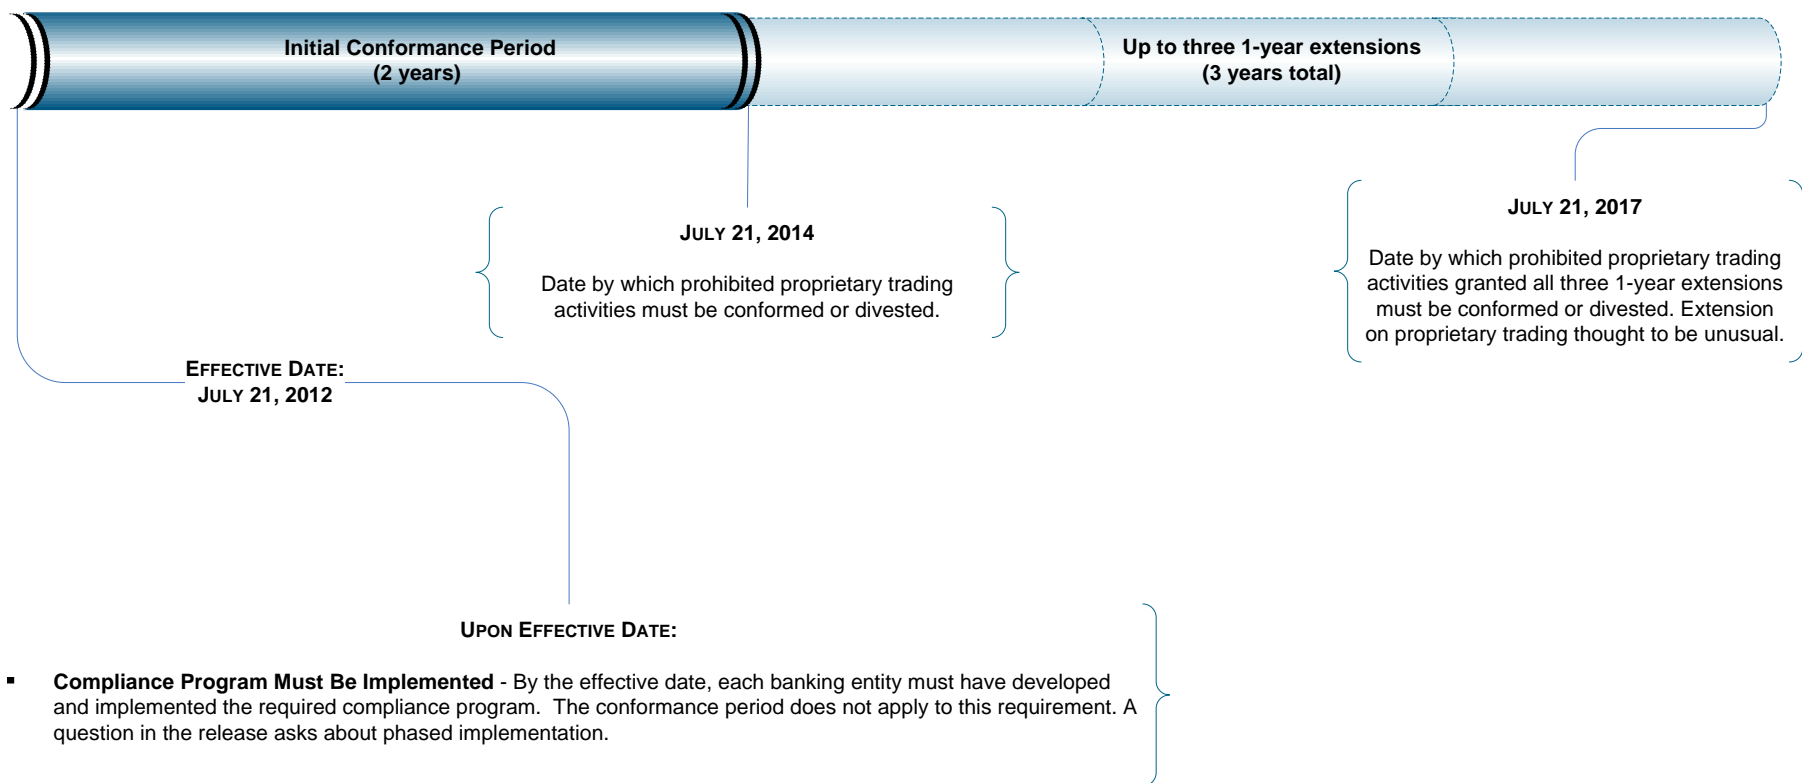 Initial Conformance Period
(2 years)
Up to three 1-year extensions
(3 years total)
JULY 21, 2014
Date by which prohibited proprietary trading
activities must be conformed or divested.
JULY 21, 2017
Date by which prohibited proprietary trading
activities granted all three 1-year extensions
must be conformed or divested. Extension
on proprietary trading thought to be unusual.
EFFECTIVE DATE:
JULY 21, 2012
UPON EFFECTIVE DATE:
▪ Compliance Program Must Be Implemented - By the effective date, each banking entity must have developed
and implemented the required compliance program. The conformance period does not apply to this requirement. A
question in the release asks about phased implementation.